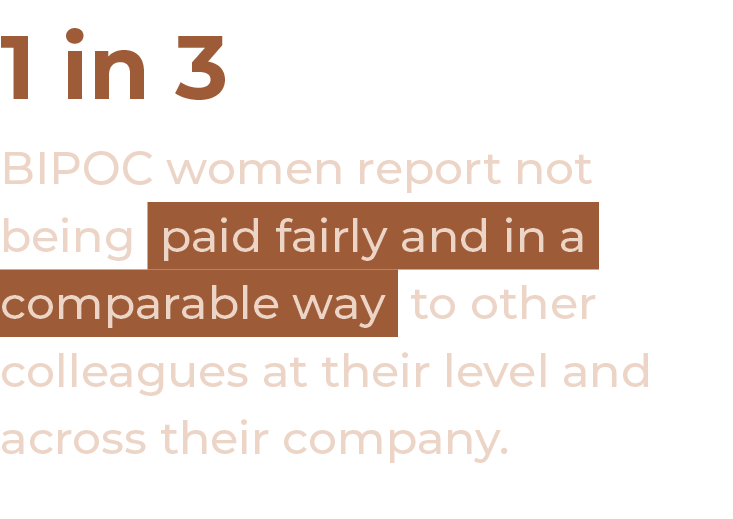 1 in 3
BIPOC women report not
being paid fairly and in a
comparable way to other
colleagues at their level and
across their company.